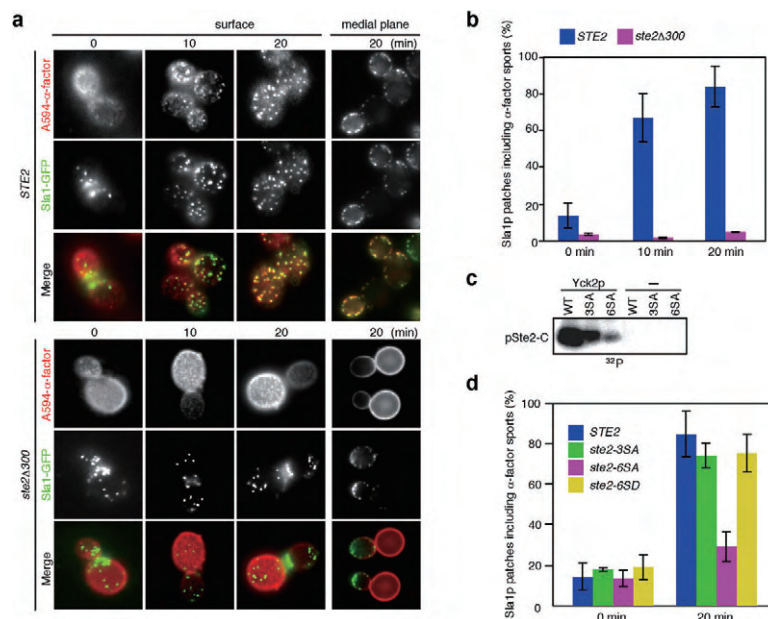 a
surface
medial plane
0
10
20
20 (min)
STE2
A594-α-factor
Sla1-GFP
Merge
0
10
20
20 (min)
ste2Δ300
A594-α-factor
Sla1-GFP
Merge
b
STE2
ste2Δ300
Sla1p patches including α-factor sports (%)
100
80
60
40
20
0
0 min
10 min
20 min
c
Yck2p
–
WT
3SA
6SA
WT
3SA
6SA
pSte2-C
32P
d
STE2
ste2-3SA
ste2-6SA
ste2-6SD
Sla1p patches including α-factor sports (%)
100
80
60
40
20
0
0 min
20 min